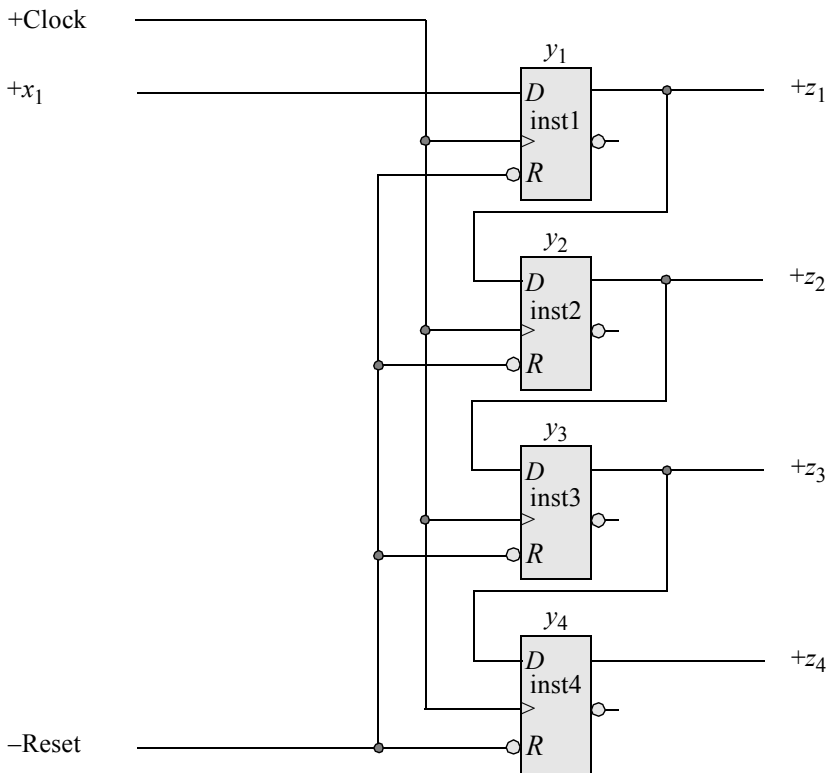 +Clock
y₁
+x₁
D
+z₁
inst1
R
y₂
D
+z₂
inst2
R
y₃
D
+z₃
inst3
R
y₄
D
+z₄
inst4
−Reset
R